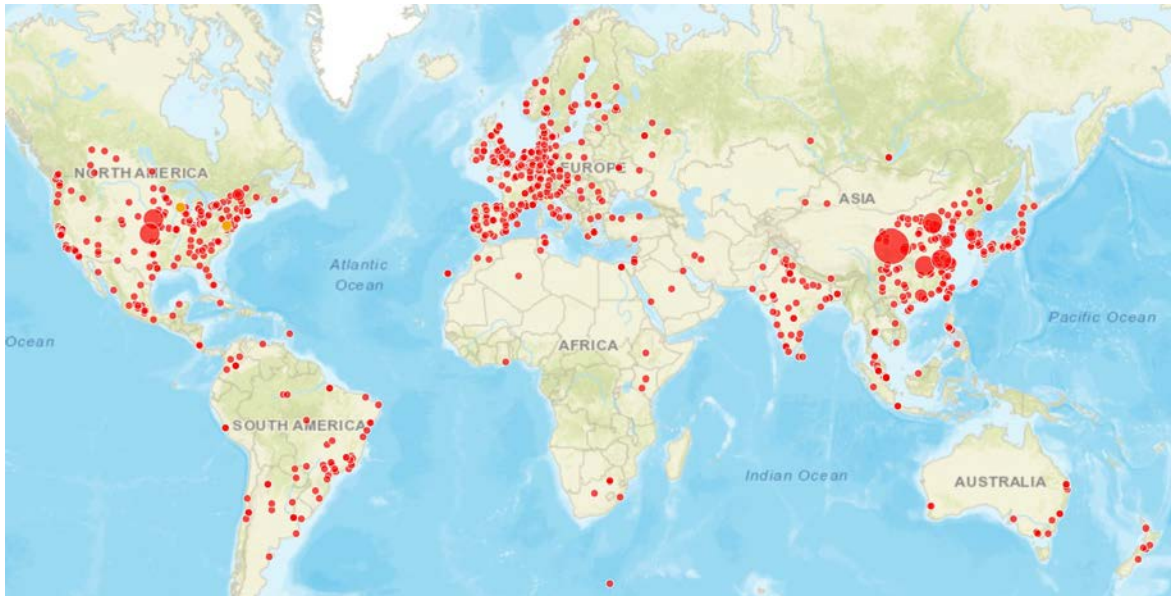 NORTH AMERICA
EUROPE
ASIA
Atlantic
Ocean
Pacific Ocean
Ocean
AFRICA
SOUTH AMERICA
Indian Ocean
AUSTRALIA